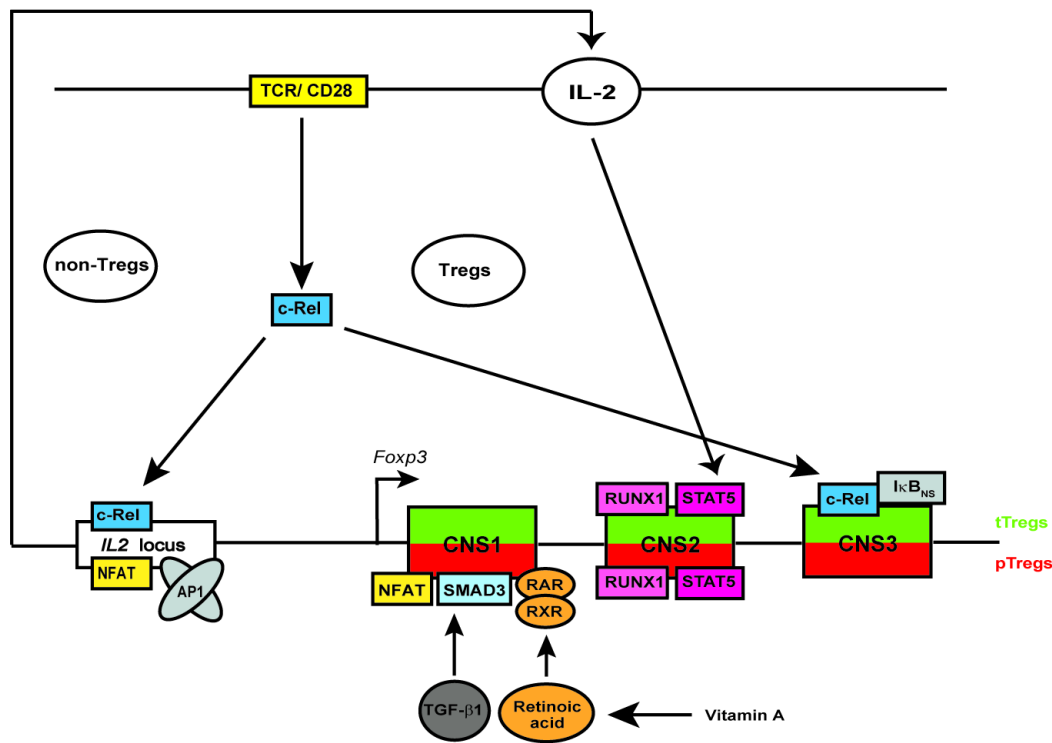 TCR/ CD28
IL-2
non-Tregs
Tregs
c-Rel
Foxp3
c-Rel
IL2 locus
NFAT
AP1
RUNX1
STAT5
c-Rel
IκBNS
CNS1
CNS2
CNS3
tTregs
pTregs
NFAT
SMAD3
RAR
RXR
RUNX1
STAT5
TGF-β1
Retinoic
acid
Vitamin A